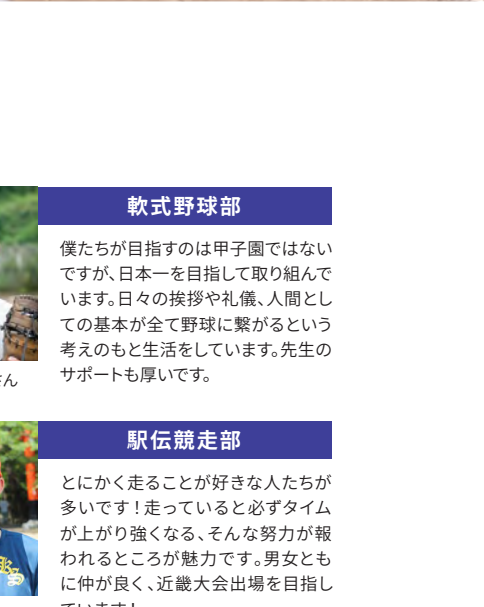 軟式野球部
僕たちが目指すのは甲子園ではない
ですが、日本一を目指して取り組んで
います。日々の挨拶や礼儀、人間とし
ての基本が全て野球に繋がるという
考えのもと生活をしています。先生の
サポートも厚いです。
さん
駅伝競走部
とにかく走ることが好きな人たちが
多いです！走っていると必ずタイム
が上がり強くなる、そんな努力が報
われるところが魅力です。男女とも
に仲が良く、近畿大会出場を目指し
ています！